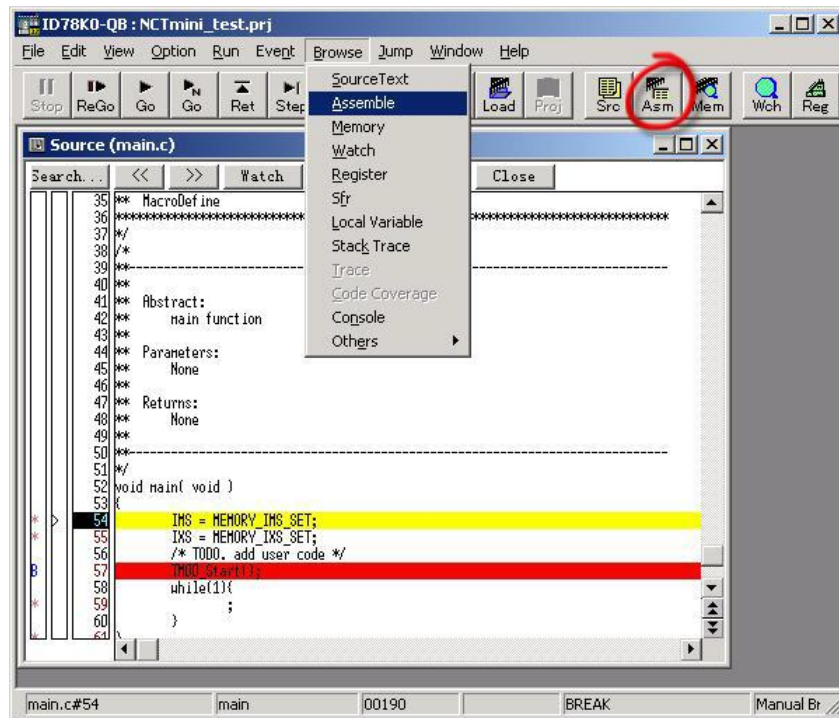 ID78K0-QB : NCTmini_test.prj
File Edit View Option Run Event Browse Jump Window Help
Stop ReGo Go Go Ret Step Load Proj Src Asm Mem Wch Reg
SourceText
Assemble
Memory
Watch
Register
Sfr
Local Variable
Stack Trace
Trace
Code Coverage
Console
Others
Source (main.c)
Search... << >> Watch Close
35 ** MacroDefine
36 ****************************************************************************
37 */
38 /*
39 **-----------------------------------------------------------------------------
40 **
41 ** Abstract:
42 ** main function
43 **
44 ** Parameters:
45 ** None
46 **
47 ** Returns:
48 ** None
49 **
50 **-----------------------------------------------------------------------------
51 */
52 void main( void )
53 {
* > 54 IMS = MEMORY_IMS_SET;
* 55 IXS = MEMORY_IXS_SET;
56 /* TODO. add user code */
B 57 TM00_Start();
58 while(1){
* 59 ;
60 }
* 61 }
main.c#54 main 00190 BREAK Manual Br